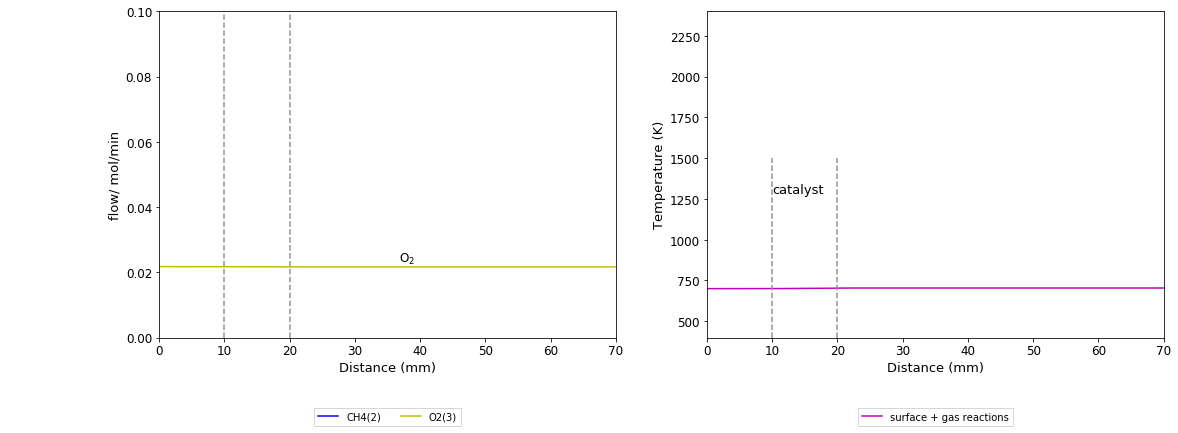 0.10
0.08
0.06
0.04
0.02
0.00
flow/ mol/min
O₂
0 10 20 30 40 50 60 70
Distance (mm)
CH4(2) O2(3)
2250
2000
1750
1500
1250
1000
750
500
Temperature (K)
catalyst
0 10 20 30 40 50 60 70
Distance (mm)
surface + gas reactions